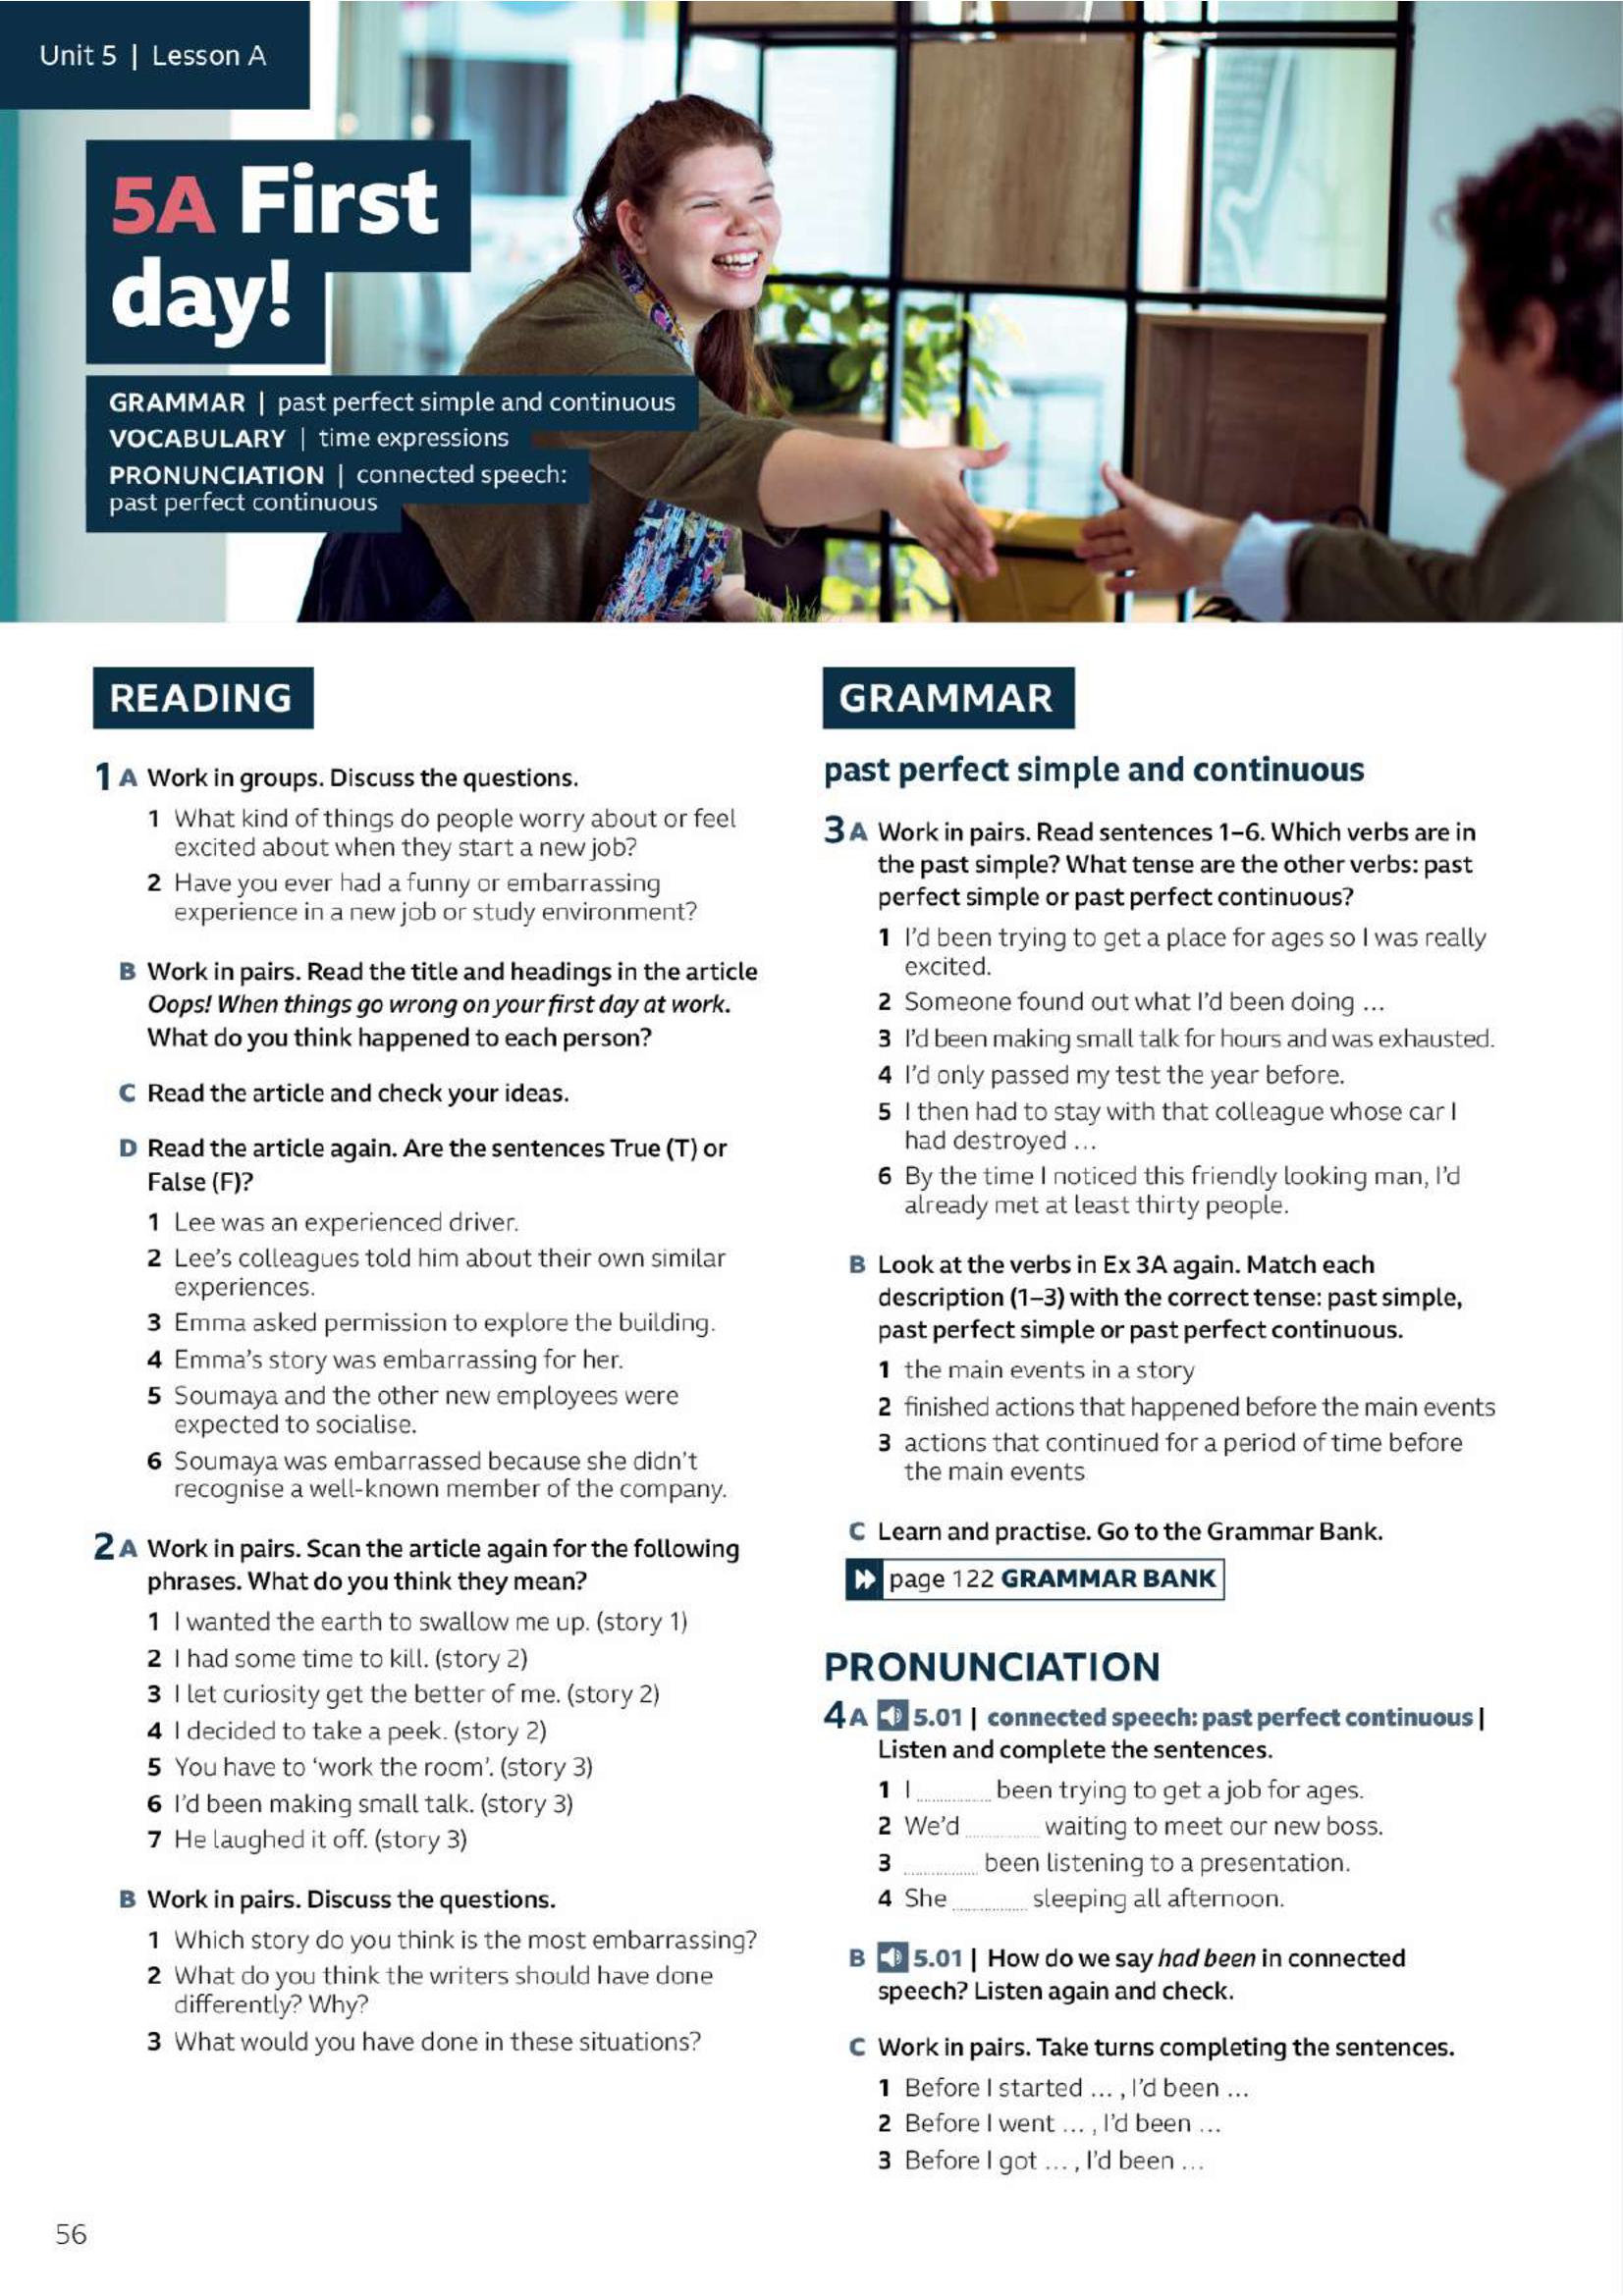 Unit 5 | Lesson A
5A First
day!
GRAMMAR | past perfect simple and continuous
VOCABULARY | time expressions
PRONUNCIATION | connected speech:
past perfect continuous
READING
1 A Work in groups. Discuss the questions.
1 What kind of things do people worry about or feel
excited about when they start a new job?
2 Have you ever had a funny or embarrassing
experience in a new job or study environment?
B Work in pairs. Read the title and headings in the article
Oops! When things go wrong on your first day at work.
What do you think happened to each person?
C Read the article and check your ideas.
D Read the article again. Are the sentences True (T) or
False (F)?
1 Lee was an experienced driver.
2 Lee's colleagues told him about their own similar
experiences.
3 Emma asked permission to explore the building.
4 Emma's story was embarrassing for her.
5 Soumaya and the other new employees were
expected to socialise.
6 Soumaya was embarrassed because she didn't
recognise a well-known member of the company.
2 A Work in pairs. Scan the article again for the following
phrases. What do you think they mean?
1 I wanted the earth to swallow me up. (story 1)
2 I had some time to kill. (story 2)
3 I let curiosity get the better of me. (story 2)
4 I decided to take a peek. (story 2)
5 You have to 'work the room'. (story 3)
6 I'd been making small talk. (story 3)
7 He laughed it off. (story 3)
B Work in pairs. Discuss the questions.
1 Which story do you think is the most embarrassing?
2 What do you think the writers should have done
differently? Why?
3 What would you have done in these situations?
GRAMMAR
past perfect simple and continuous
3 A Work in pairs. Read sentences 1–6. Which verbs are in
the past simple? What tense are the other verbs: past
perfect simple or past perfect continuous?
1 I'd been trying to get a place for ages so I was really
excited.
2 Someone found out what I'd been doing ...
3 I'd been making small talk for hours and was exhausted.
4 I'd only passed my test the year before.
5 I then had to stay with that colleague whose car I
had destroyed ...
6 By the time I noticed this friendly looking man, I'd
already met at least thirty people.
B Look at the verbs in Ex 3A again. Match each
description (1–3) with the correct tense: past simple,
past perfect simple or past perfect continuous.
1 the main events in a story
2 finished actions that happened before the main events
3 actions that continued for a period of time before
the main events
C Learn and practise. Go to the Grammar Bank.
page 122 GRAMMAR BANK
PRONUNCIATION
4 A 5.01 | connected speech: past perfect continuous |
Listen and complete the sentences.
1 I ............ been trying to get a job for ages.
2 We'd ............ waiting to meet our new boss.
3 ............ been listening to a presentation.
4 She ............ sleeping all afternoon.
B 5.01 | How do we say had been in connected
speech? Listen again and check.
C Work in pairs. Take turns completing the sentences.
1 Before I started ... , I'd been ...
2 Before I went ... , I'd been ...
3 Before I got ... , I'd been ...
56